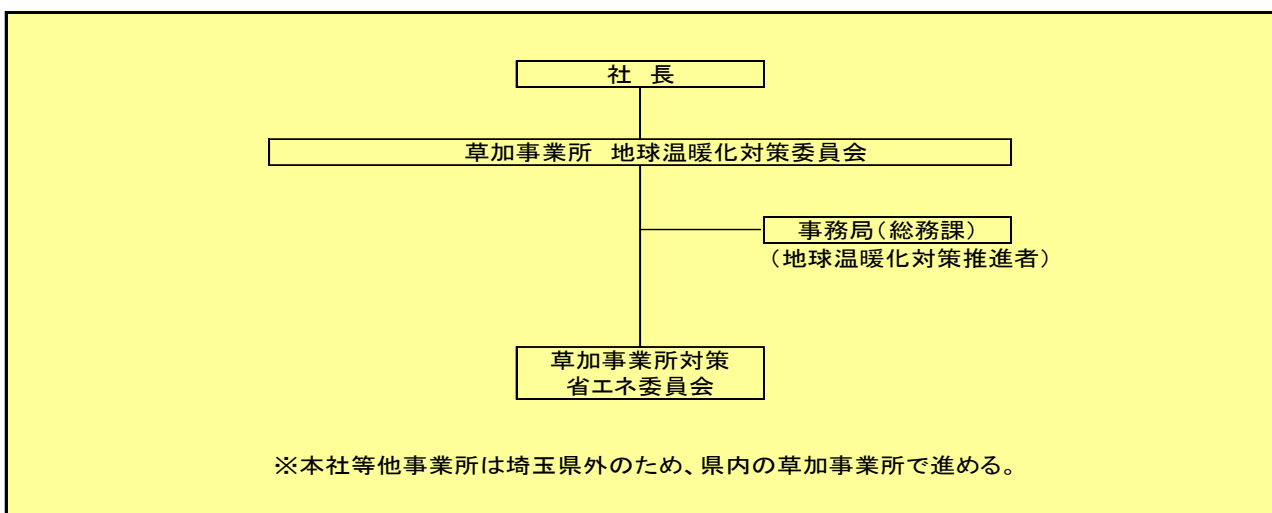 社 長
草加事業所 地球温暖化対策委員会
事務局(総務課)
(地球温暖化対策推進者)
草加事業所対策
省エネ委員会
※本社等他事業所は埼玉県外のため、県内の草加事業所で進める。